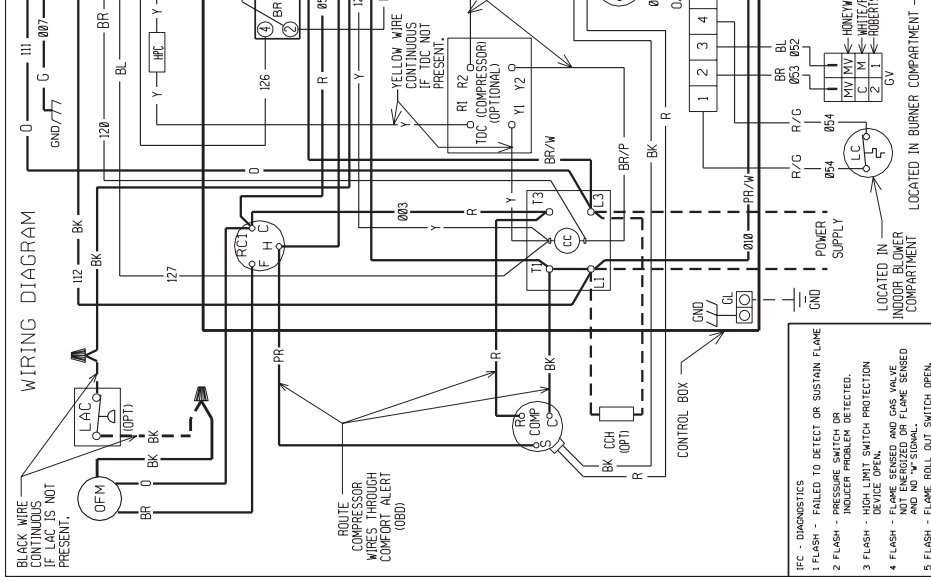 WIRING DIAGRAM
BLACK WIRE
CONTINUOUS
IF LAC IS NOT
PRESENT.
OFM
LAC
(OPT)
BK
BK
BK
BK
O
BR
112
127
120
BR
BL
111
O
007
G
GND
HPC
Y
Y
126
BR
4
2
O
R
Y
YELLOW WIRE
CONTINUOUS
IF TDC NOT
PRESENT.
Y
R1 R2
TDC (COMPRESSOR)
(OPTIONAL)
Y1 Y2
Y
BR/W
BR/P
BK
R
RC1
C
H
F
003
R
Y
T3
L3
CC
T1
L1
PR
R
BK
ROUTE
COMPRESSOR
WIRES THROUGH
COMFORT ALERT
(OBD)
COMP
R
S
C
BK
R
CCH
(OPT)
CONTROL BOX
GND
GL
GND
010
PR/W
POWER
SUPPLY
4
3
2
1
BL
052
BR
053
HONEYW
WHITE/R
ROBERTS
MV
MV
C
M
2
1
GV
R/G
054
R/G
054
LC
LOCATED IN
INDOOR BLOWER
COMPARTMENT
LOCATED IN BURNER COMPARTMENT
IFC - DIAGNOSTICS
1 FLASH - FAILED TO DETECT OR SUSTAIN FLAME
2 FLASH - PRESSURE SWITCH OR
INDUCER PROBLEM DETECTED.
3 FLASH - HIGH LIMIT SWITCH PROTECTION
DEVICE OPEN.
4 FLASH - FLAME SENSED AND GAS VALVE
NOT ENERGIZED OR FLAME SENSED
AND NO "W" SIGNAL.
5 FLASH - FLAME ROLL OUT SWITCH OPEN.